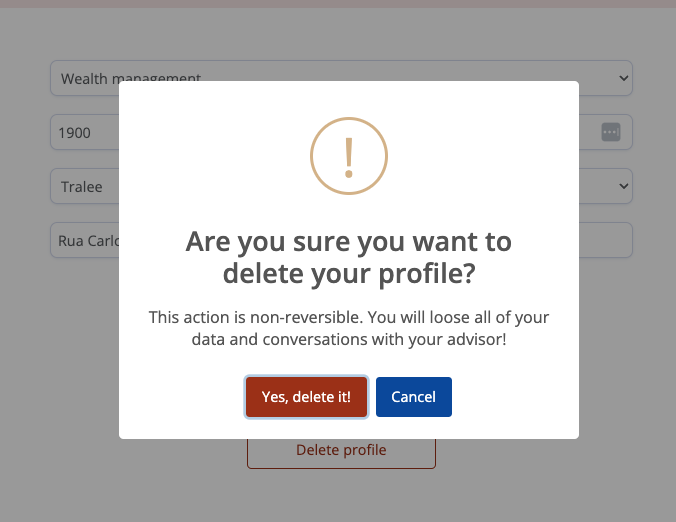 Wealth management
1900
Tralee
Rua Carlo
!
Are you sure you want to
delete your profile?
This action is non-reversible. You will loose all of your
data and conversations with your advisor!
Yes, delete it!
Cancel
Delete profile